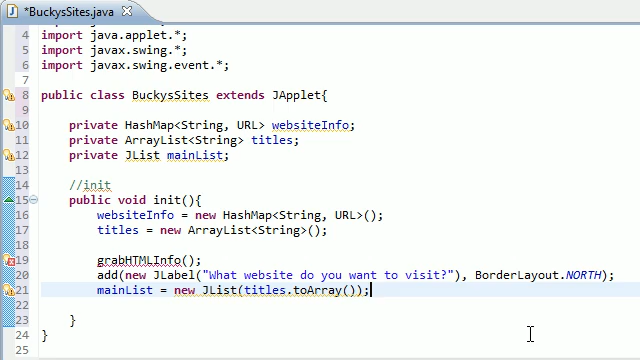 *BuckysSites.java
4 import java.applet.*;
5 import javax.swing.*;
6 import javax.swing.event.*;
7
8 public class BuckysSites extends JApplet{
9
10 private HashMap<String, URL> websiteInfo;
11 private ArrayList<String> titles;
12 private JList mainList;
13
14 //init
15 public void init(){
16 websiteInfo = new HashMap<String, URL>();
17 titles = new ArrayList<String>();
18
19 grabHTMLInfo();
20 add(new JLabel("What website do you want to visit?"), BorderLayout.NORTH);
21 mainList = new JList(titles.toArray());
22
23 }
24 }
25